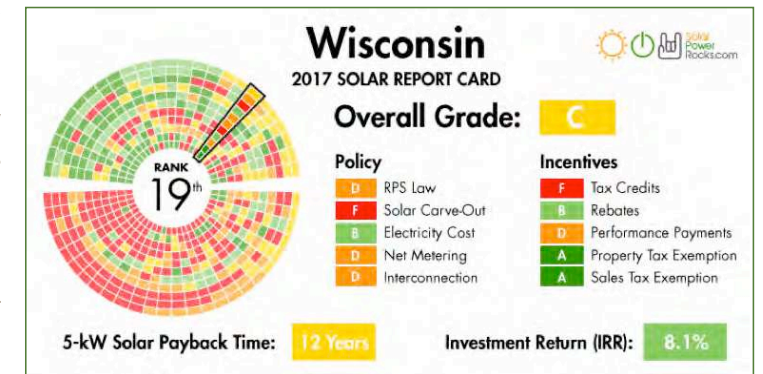 Wisconsin
2017 SOLAR REPORT CARD
Solar
Power
Rocks.com
Overall Grade: C
RANK
19th
Policy
D RPS Law
F Solar Carve-Out
B Electricity Cost
D Net Metering
D Interconnection
Incentives
F Tax Credits
B Rebates
D Performance Payments
A Property Tax Exemption
A Sales Tax Exemption
5-kW Solar Payback Time: 12 Years
Investment Return (IRR): 8.1%